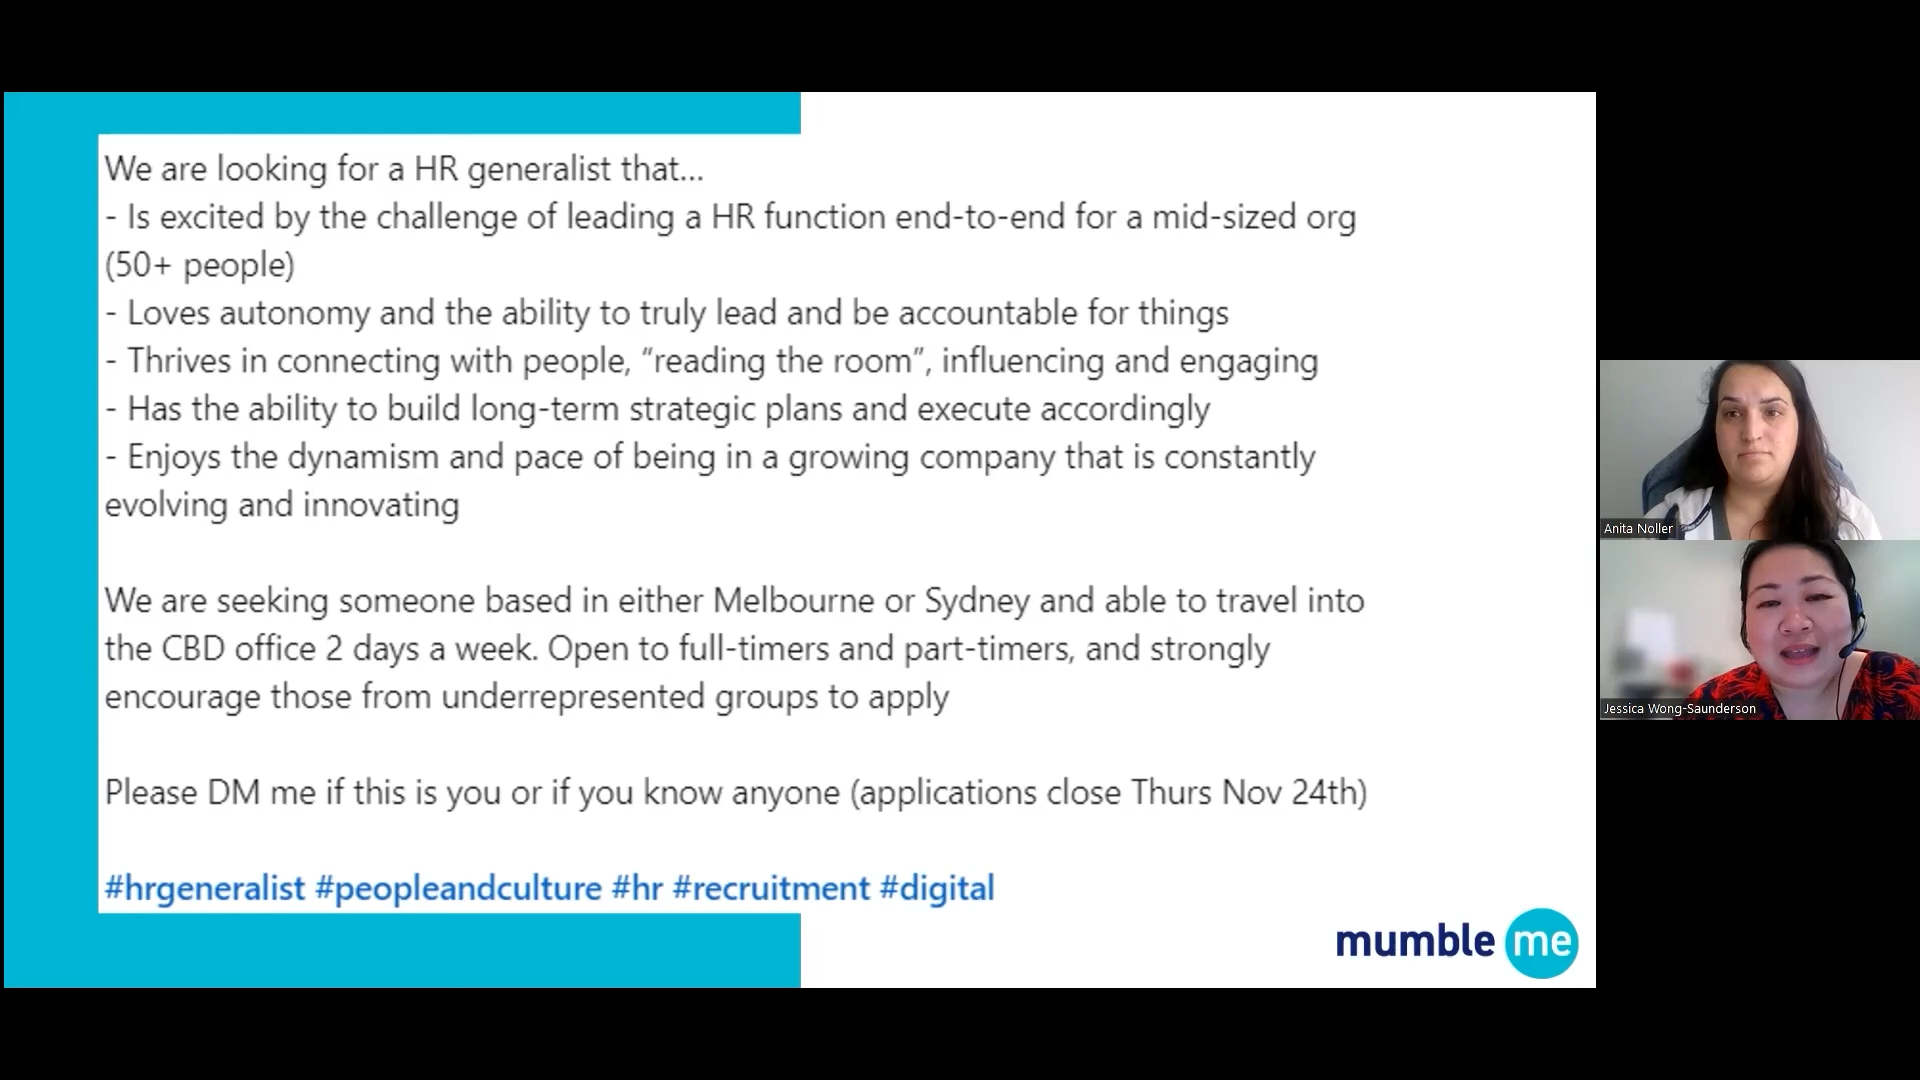 We are looking for a HR generalist that...
- Is excited by the challenge of leading a HR function end-to-end for a mid-sized org
(50+ people)
- Loves autonomy and the ability to truly lead and be accountable for things
- Thrives in connecting with people, “reading the room”, influencing and engaging
- Has the ability to build long-term strategic plans and execute accordingly
- Enjoys the dynamism and pace of being in a growing company that is constantly
evolving and innovating
We are seeking someone based in either Melbourne or Sydney and able to travel into
the CBD office 2 days a week. Open to full-timers and part-timers, and strongly
encourage those from underrepresented groups to apply
Please DM me if this is you or if you know anyone (applications close Thurs Nov 24th)
#hrgeneralist #peopleandculture #hr #recruitment #digital
mumble me
Anita Noller
Jessica Wong-Saunderson